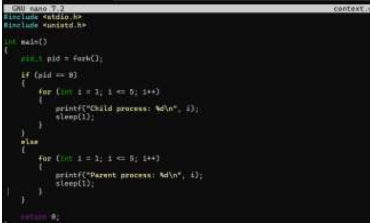 GNU nano 7.2 context.c
#include <stdio.h>
#include <unistd.h>
int main()
{
pid_t pid = fork();
if (pid == 0)
{
for (int i = 1; i <= 5; i++)
{
printf("Child process: %d\n", i);
sleep(1);
}
}
else
{
for (int i = 1; i <= 5; i++)
{
printf("Parent process: %d\n", i);
sleep(1);
}
}
return 0;